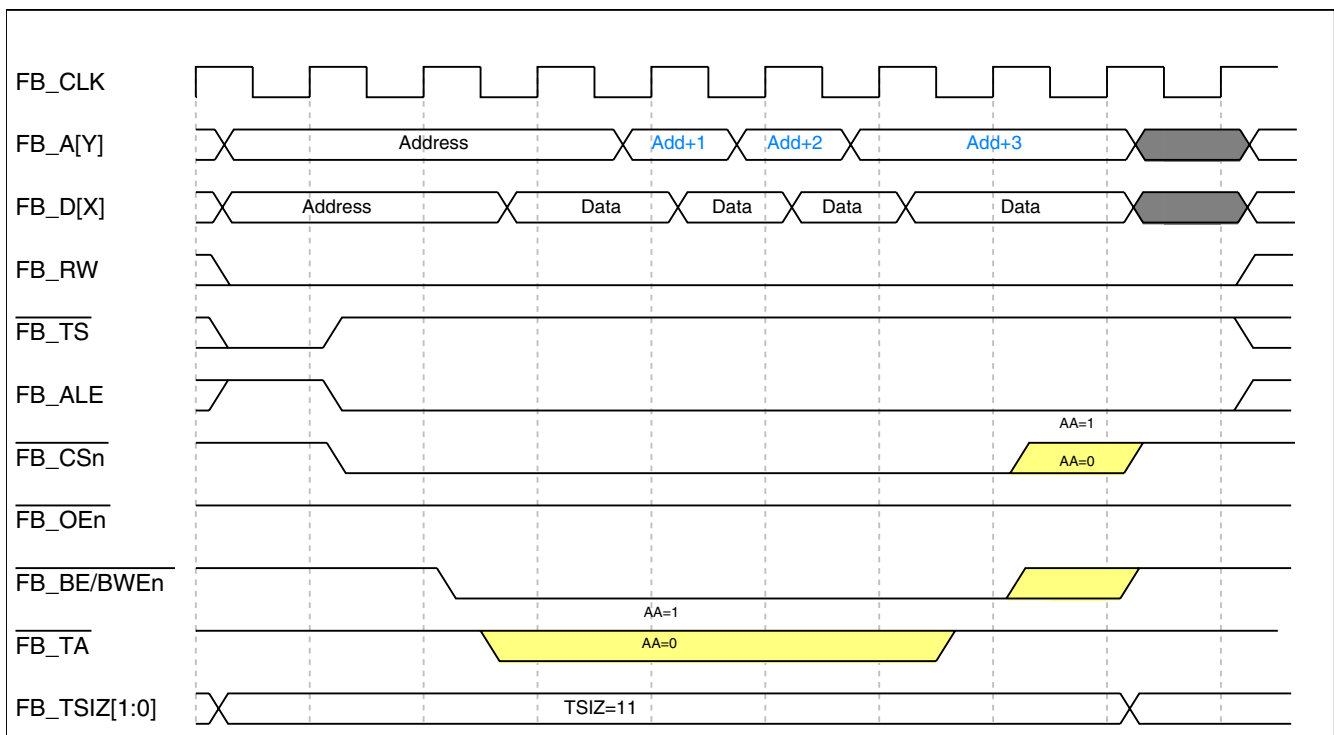 FB_CLK
FB_A[Y] Address Add+1 Add+2 Add+3
FB_D[X] Address Data Data Data Data
FB_RW
FB_TS
FB_ALE
AA=1
FB_CSn AA=0
FB_OEn
FB_BE/BWEn
AA=1
FB_TA AA=0
FB_TSIZ[1:0] TSIZ=11